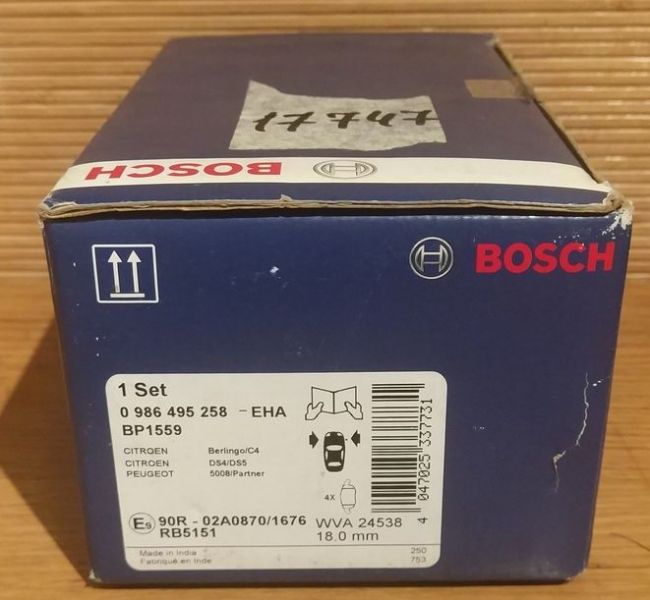 BOSCH
BOSCH
1 Set
0 986 495 258 - EHA
BP1559
CITROEN Berlingo/C4
CITROEN DS4/DS5
PEUGEOT 5008/Partner
4X
4 047025 337731
E9 90R - 02A0870/1676
RB5151
WVA 24538
18.0 mm
Made in India
Fabriqué en Inde
250
753